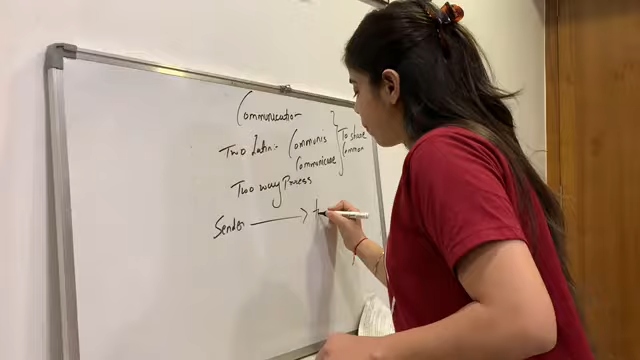 Communication
Two Latin - Communis } To share
Communicare } Common
Two way Process
Sender →